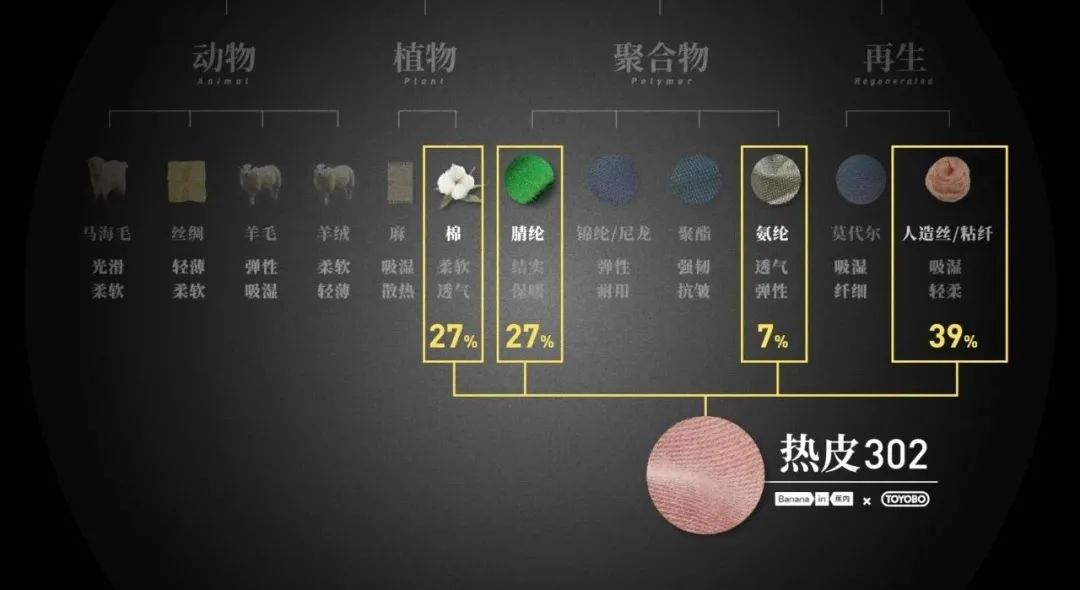 动物
Animal
植物
Plant
聚合物
Polymer
再生
Regenerated
马海毛
光滑
柔软
丝绸
轻薄
柔软
羊毛
弹性
吸湿
羊绒
柔软
轻薄
麻
吸湿
散热
棉
柔软
透气
27%
腈纶
结实
保暖
27%
锦纶/尼龙
弹性
耐用
聚酯
强韧
抗皱
氨纶
透气
弹性
7%
莫代尔
吸湿
纤细
人造丝/粘纤
吸湿
轻柔
39%
热皮302
Banana in 蕉内 × TOYOBO